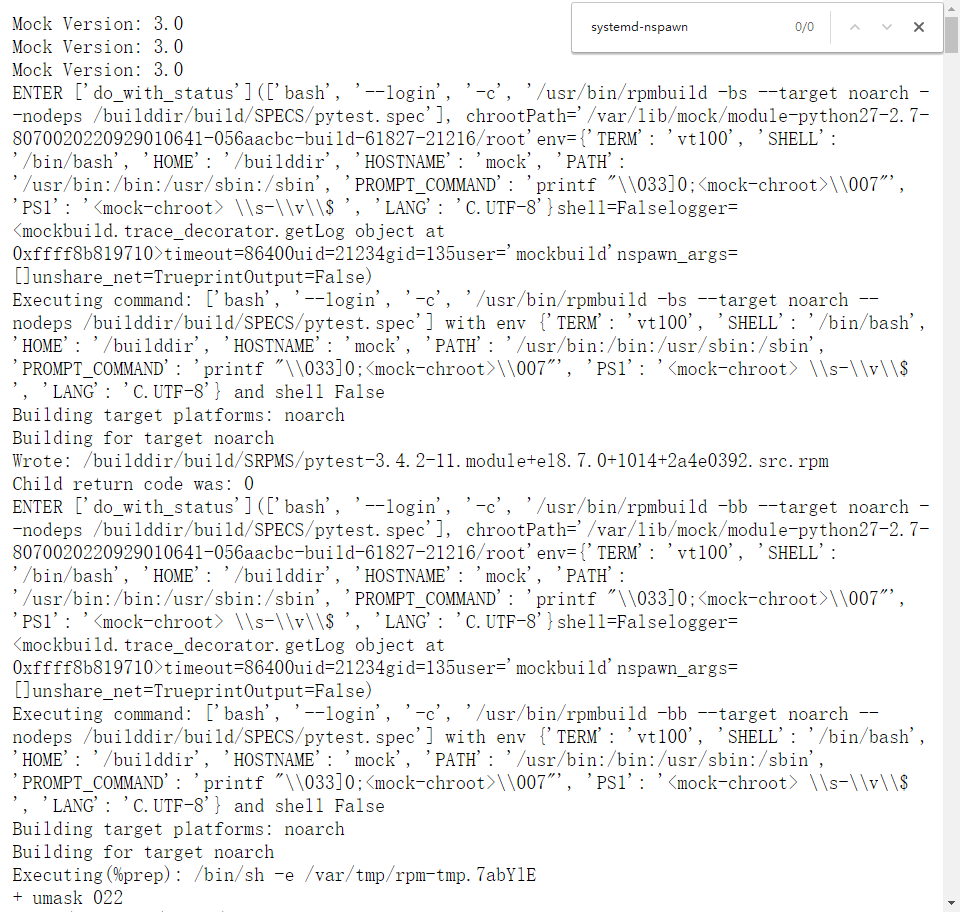 Mock Version: 3.0
systemd-nspawn
0/0
Mock Version: 3.0
Mock Version: 3.0
ENTER ['do_with_status'](['bash', '--login', '-c', '/usr/bin/rpmbuild -bs --target noarch -
-nodeps /builddir/build/SPECS/pytest.spec'], chrootPath='/var/lib/mock/module-python27-2.7-
8070020220929010641-056aacbc-build-61827-21216/root'env={'TERM': 'vt100', 'SHELL':
'/bin/bash', 'HOME': '/builddir', 'HOSTNAME': 'mock', 'PATH':
'/usr/bin:/bin:/usr/sbin:/sbin', 'PROMPT_COMMAND': 'printf "\\033]0;<mock-chroot>\\007"',
'PS1': '<mock-chroot> \\s-\\v\\$ ', 'LANG': 'C.UTF-8'}shell=Falselogger=
<mockbuild.trace_decorator.getLog object at
0xffff8b819710>timeout=86400uid=21234gid=135user='mockbuild'nspawn_args=
[]unshare_net=TrueprintOutput=False)
Executing command: ['bash', '--login', '-c', '/usr/bin/rpmbuild -bs --target noarch --
nodeps /builddir/build/SPECS/pytest.spec'] with env {'TERM': 'vt100', 'SHELL': '/bin/bash',
'HOME': '/builddir', 'HOSTNAME': 'mock', 'PATH': '/usr/bin:/bin:/usr/sbin:/sbin',
'PROMPT_COMMAND': 'printf "\\033]0;<mock-chroot>\\007"', 'PS1': '<mock-chroot> \\s-\\v\\$
', 'LANG': 'C.UTF-8'} and shell False
Building target platforms: noarch
Building for target noarch
Wrote: /builddir/build/SRPMS/pytest-3.4.2-11.module+el8.7.0+1014+2a4e0392.src.rpm
Child return code was: 0
ENTER ['do_with_status'](['bash', '--login', '-c', '/usr/bin/rpmbuild -bb --target noarch -
-nodeps /builddir/build/SPECS/pytest.spec'], chrootPath='/var/lib/mock/module-python27-2.7-
8070020220929010641-056aacbc-build-61827-21216/root'env={'TERM': 'vt100', 'SHELL':
'/bin/bash', 'HOME': '/builddir', 'HOSTNAME': 'mock', 'PATH':
'/usr/bin:/bin:/usr/sbin:/sbin', 'PROMPT_COMMAND': 'printf "\\033]0;<mock-chroot>\\007"',
'PS1': '<mock-chroot> \\s-\\v\\$ ', 'LANG': 'C.UTF-8'}shell=Falselogger=
<mockbuild.trace_decorator.getLog object at
0xffff8b819710>timeout=86400uid=21234gid=135user='mockbuild'nspawn_args=
[]unshare_net=TrueprintOutput=False)
Executing command: ['bash', '--login', '-c', '/usr/bin/rpmbuild -bb --target noarch --
nodeps /builddir/build/SPECS/pytest.spec'] with env {'TERM': 'vt100', 'SHELL': '/bin/bash',
'HOME': '/builddir', 'HOSTNAME': 'mock', 'PATH': '/usr/bin:/bin:/usr/sbin:/sbin',
'PROMPT_COMMAND': 'printf "\\033]0;<mock-chroot>\\007"', 'PS1': '<mock-chroot> \\s-\\v\\$
', 'LANG': 'C.UTF-8'} and shell False
Building target platforms: noarch
Building for target noarch
Executing(%prep): /bin/sh -e /var/tmp/rpm-tmp.7abYlE
+ umask 022